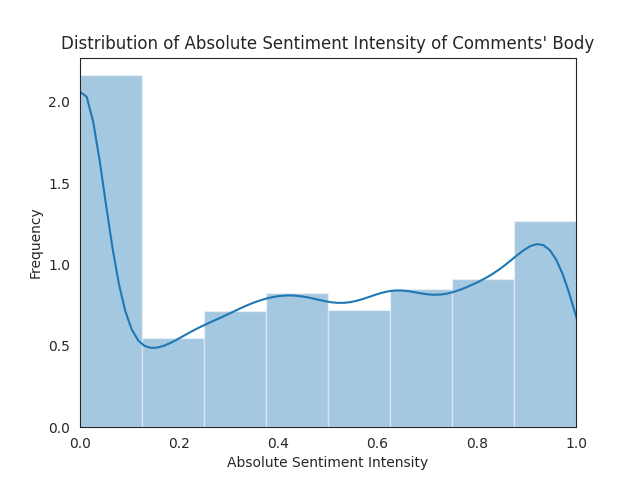 Distribution of Absolute Sentiment Intensity of Comments' Body
2.0
1.5
1.0
0.5
0.0
Frequency
0.0 0.2 0.4 0.6 0.8 1.0
Absolute Sentiment Intensity